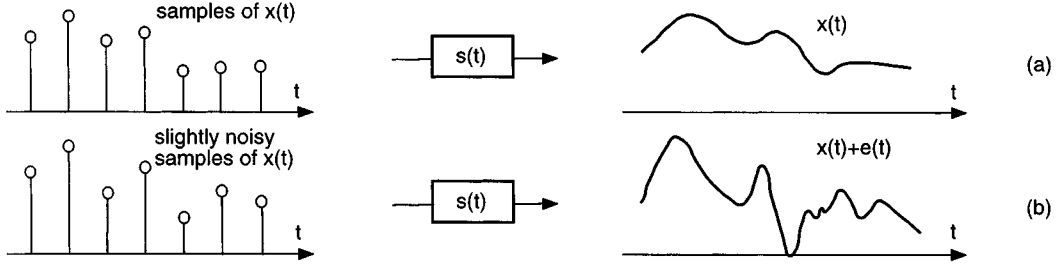 samples of x(t)
t
s(t)
x(t)
t
(a)
slightly noisy
samples of x(t)
t
s(t)
x(t)+e(t)
t
(b)